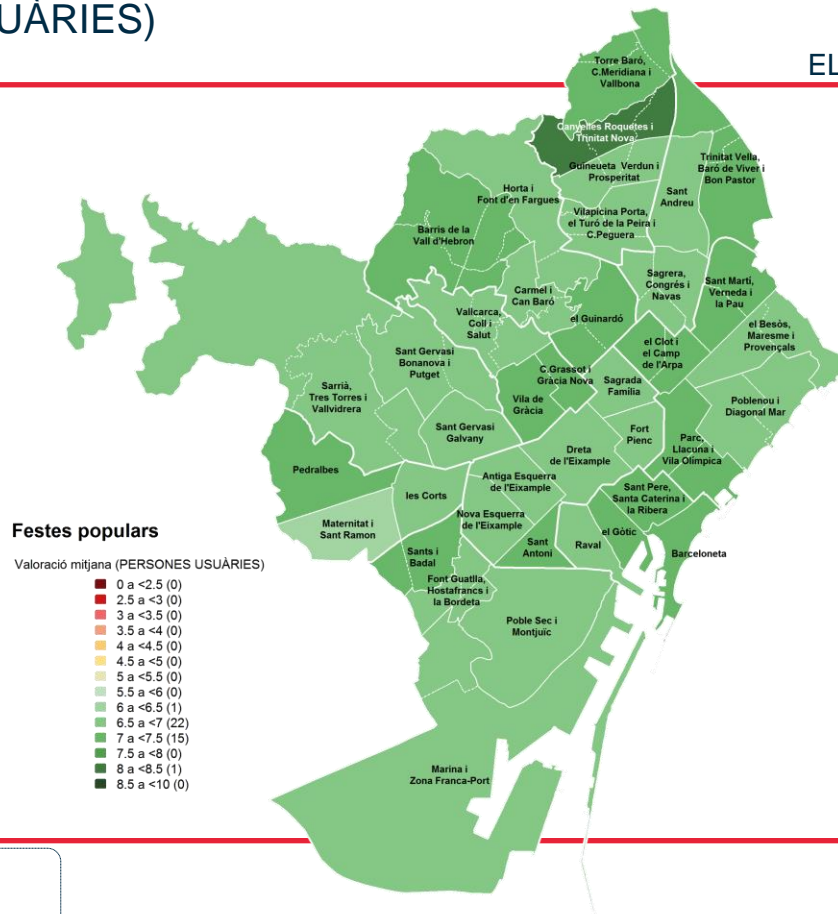 UÀRIES)
EL
Torre Baró,
C.Meridiana i
Vallbona
Canyelles Roquetes i
Trinitat Nova
Guineueta Verdun i
Prosperitat
Trinitat Vella,
Baró de Viver i
Bon Pastor
Horta i
Font d'en Fargues
Sant
Andreu
Vilapicina Porta,
el Turó de la Peira i
C.Peguera
Barris de la
Vall d'Hebron
Sagrera,
Congrés i
Navas
Sant Martí,
Verneda i
la Pau
Carmel i
Can Baró
Vallcarca,
Coll i
Salut
el Guinardó
el Besòs,
Maresme i
Provençals
el Clot i
el Camp
de l'Arpa
Sant Gervasi
Bonanova i
Putget
C.Grassot i
Gràcia Nova
Sagrada
Família
Sarrià,
Tres Torres i
Vallvidrera
Vila de
Gràcia
Poblenou i
Diagonal Mar
Sant Gervasi
Galvany
Fort
Pienc
Parc,
Llacuna i
Vila Olímpica
Dreta
de l'Eixample
Pedralbes
Antiga Esquerra
de l'Eixample
Sant Pere,
Santa Caterina i
la Ribera
les Corts
Nova Esquerra
de l'Eixample
Maternitat i
Sant Ramon
el Gòtic
Sant
Antoni
Raval
Barceloneta
Sants i
Badal
Font Guatlla,
Hostafrancs i
la Bordeta
Poble Sec i
Montjuïc
Marina i
Zona Franca-Port
Festes populars
Valoració mitjana (PERSONES USUÀRIES)
0 a <2.5 (0)
2.5 a <3 (0)
3 a <3.5 (0)
3.5 a <4 (0)
4 a <4.5 (0)
4.5 a <5 (0)
5 a <5.5 (0)
5.5 a <6 (0)
6 a <6.5 (1)
6.5 a <7 (22)
7 a <7.5 (15)
7.5 a <8 (0)
8 a <8.5 (1)
8.5 a <10 (0)